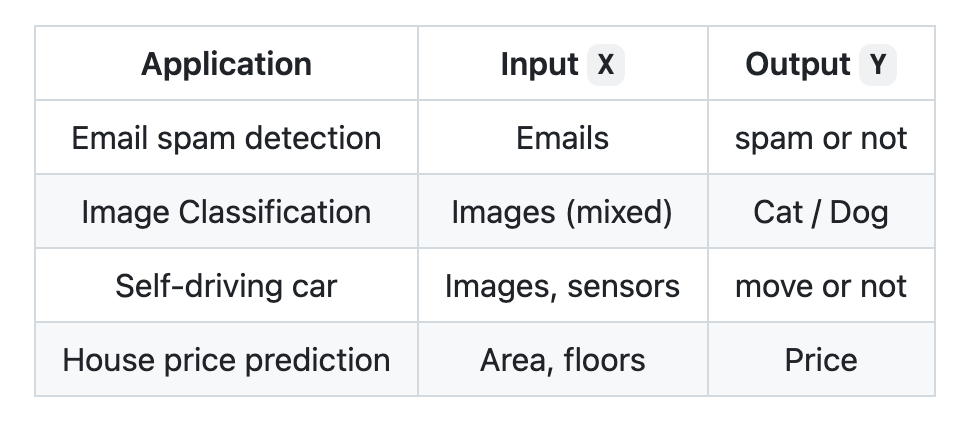 Application Input X Output Y
Email spam detection Emails spam or not
Image Classification Images (mixed) Cat / Dog
Self-driving car Images, sensors move or not
House price prediction Area, floors Price